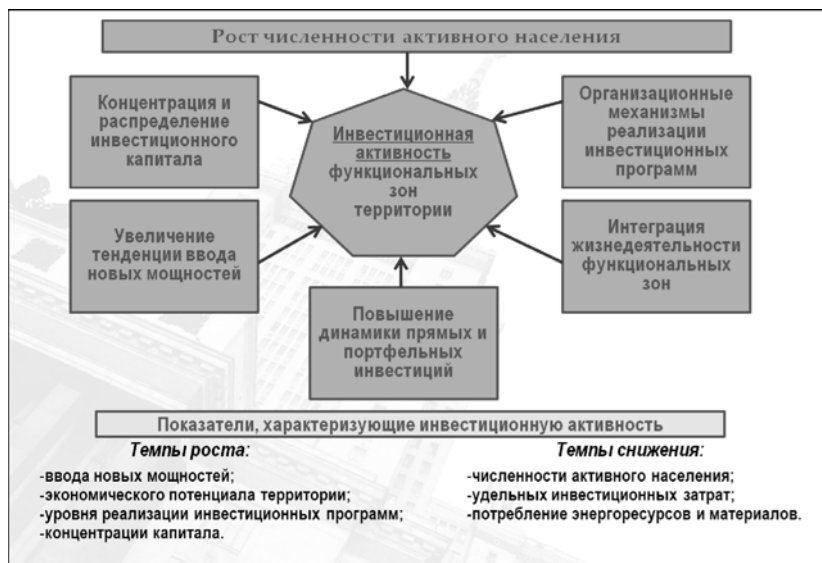 Рост численности активного населения
Концентрация и
распределение
инвестиционного
капитала
Инвестиционная
активность
функциональных
зон
территории
Организационные
механизмы
реализации
инвестиционных
программ
Увеличение
тенденции ввода
новых мощностей
Интеграция
жизнедеятельности
функциональных
зон
Повышение
динамики прямых и
портфельных
инвестиций
Показатели, характеризующие инвестиционную активность
Темпы роста:
-ввода новых мощностей;
-экономического потенциала территории;
-уровня реализации инвестиционных программ;
-концентрации капитала.
Темпы снижения:
-численности активного населения;
-удельных инвестиционных затрат;
-потребление энергоресурсов и материалов.